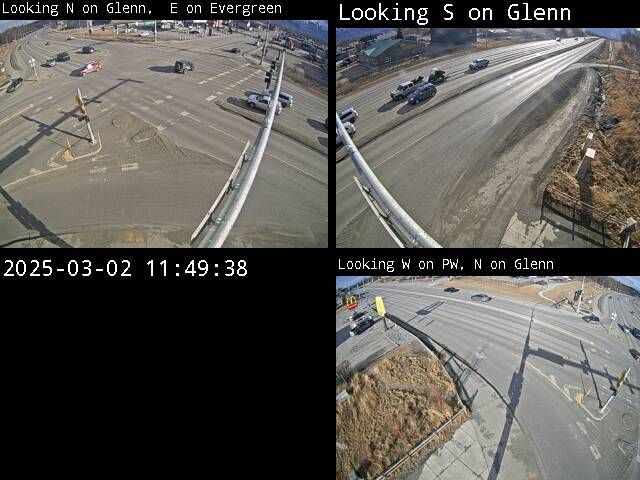 Looking N on Glenn,  E on Evergreen
Looking S on Glenn
2025-03-02 11:49:38
Looking W on PW, N on Glenn